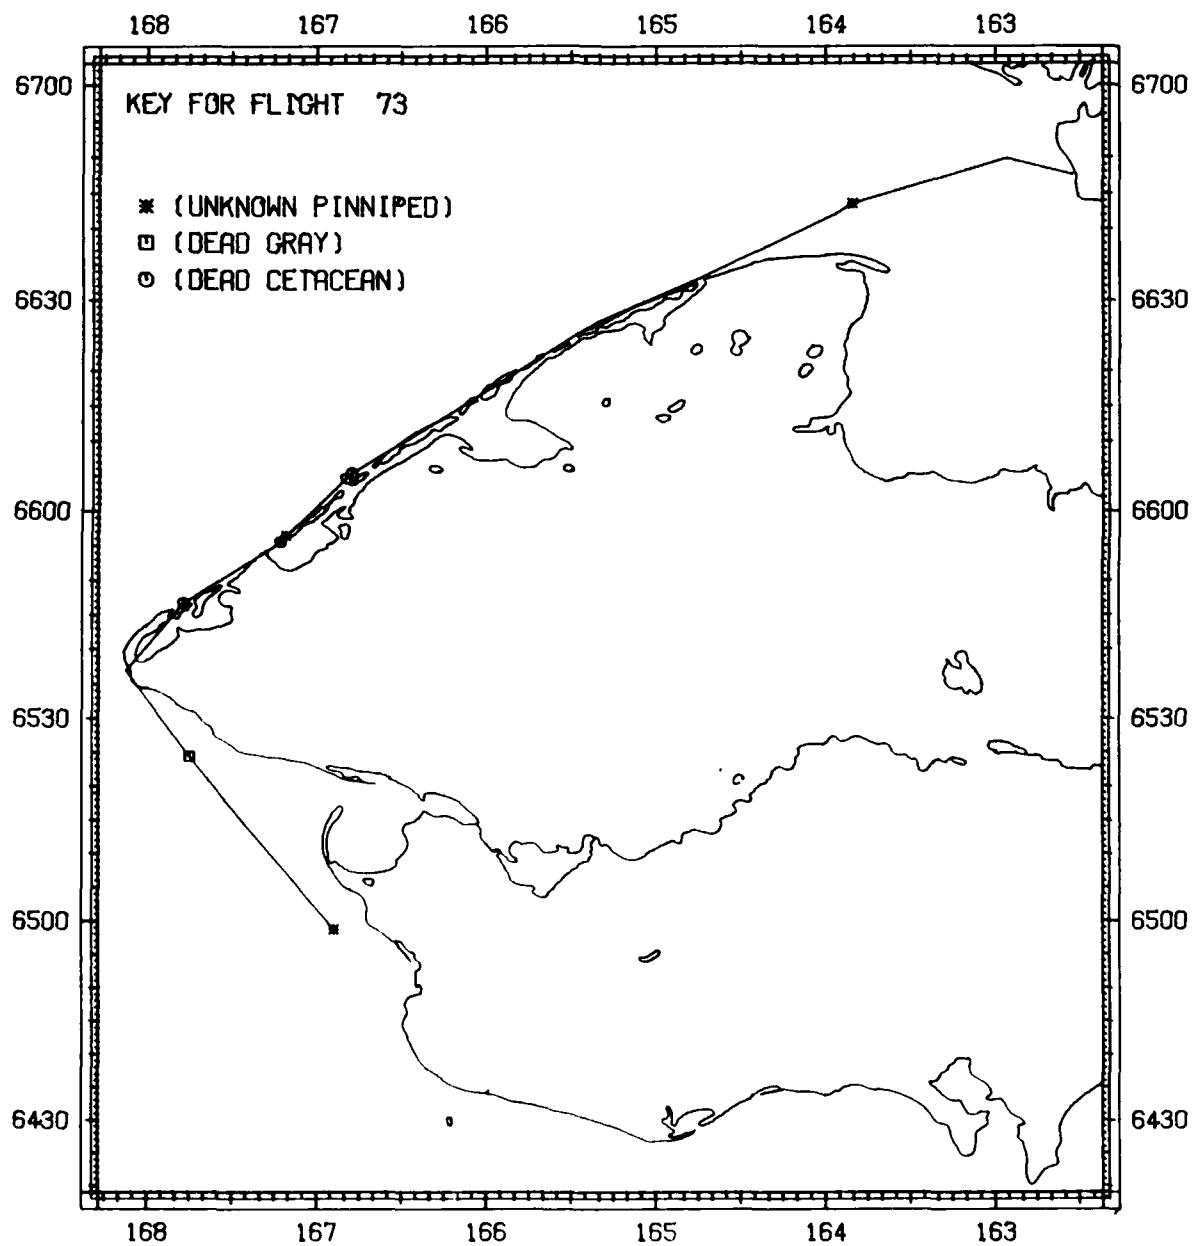 168 167 166 165 164 163
6700 6700
KEY FOR FLIGHT 73
(UNKNOWN PINNIPED)
(DEAD GRAY)
(DEAD CETACEAN)
6630 6630
6600 6600
6530 6530
6500 6500
6430 6430
168 167 166 165 164 163